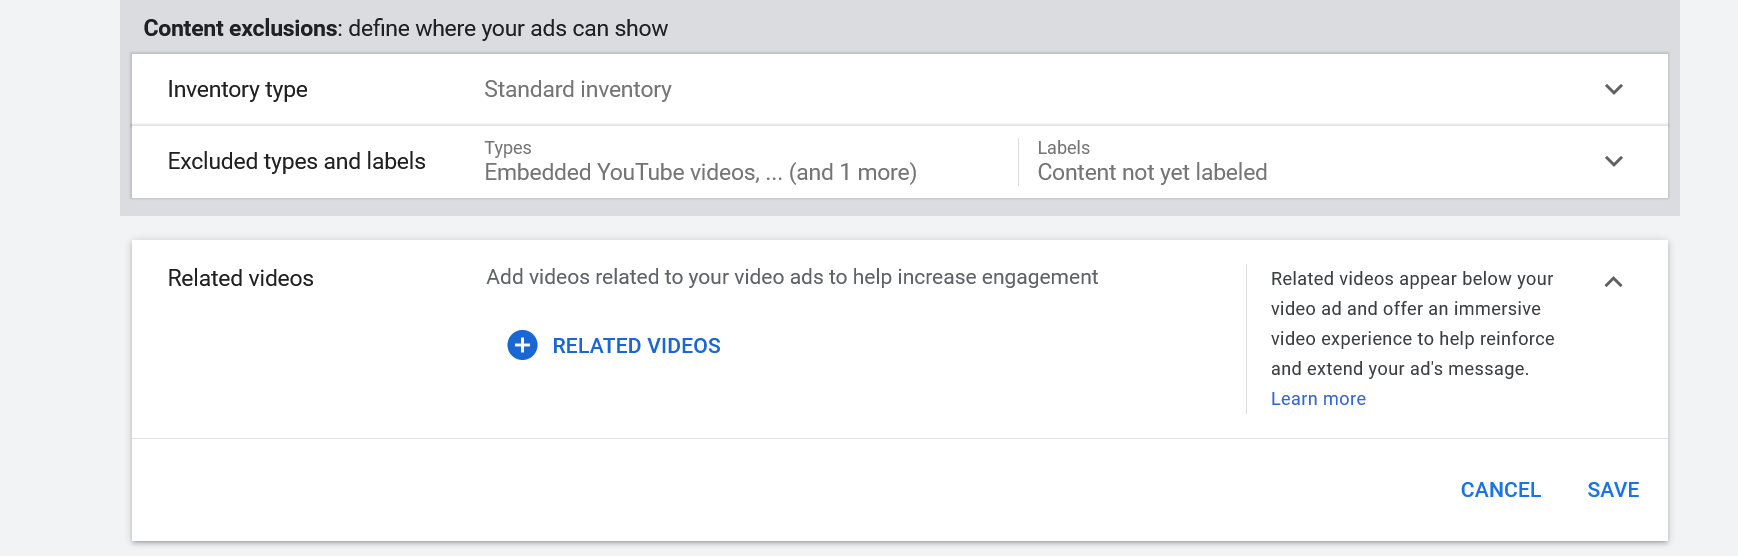 Content exclusions: define where your ads can show
Inventory type
Standard inventory
Excluded types and labels
Types
Embedded YouTube videos, ... (and 1 more)
Labels
Content not yet labeled
Related videos
Add videos related to your video ads to help increase engagement
RELATED VIDEOS
Related videos appear below your
video ad and offer an immersive
video experience to help reinforce
and extend your ad's message.
Learn more
CANCEL
SAVE